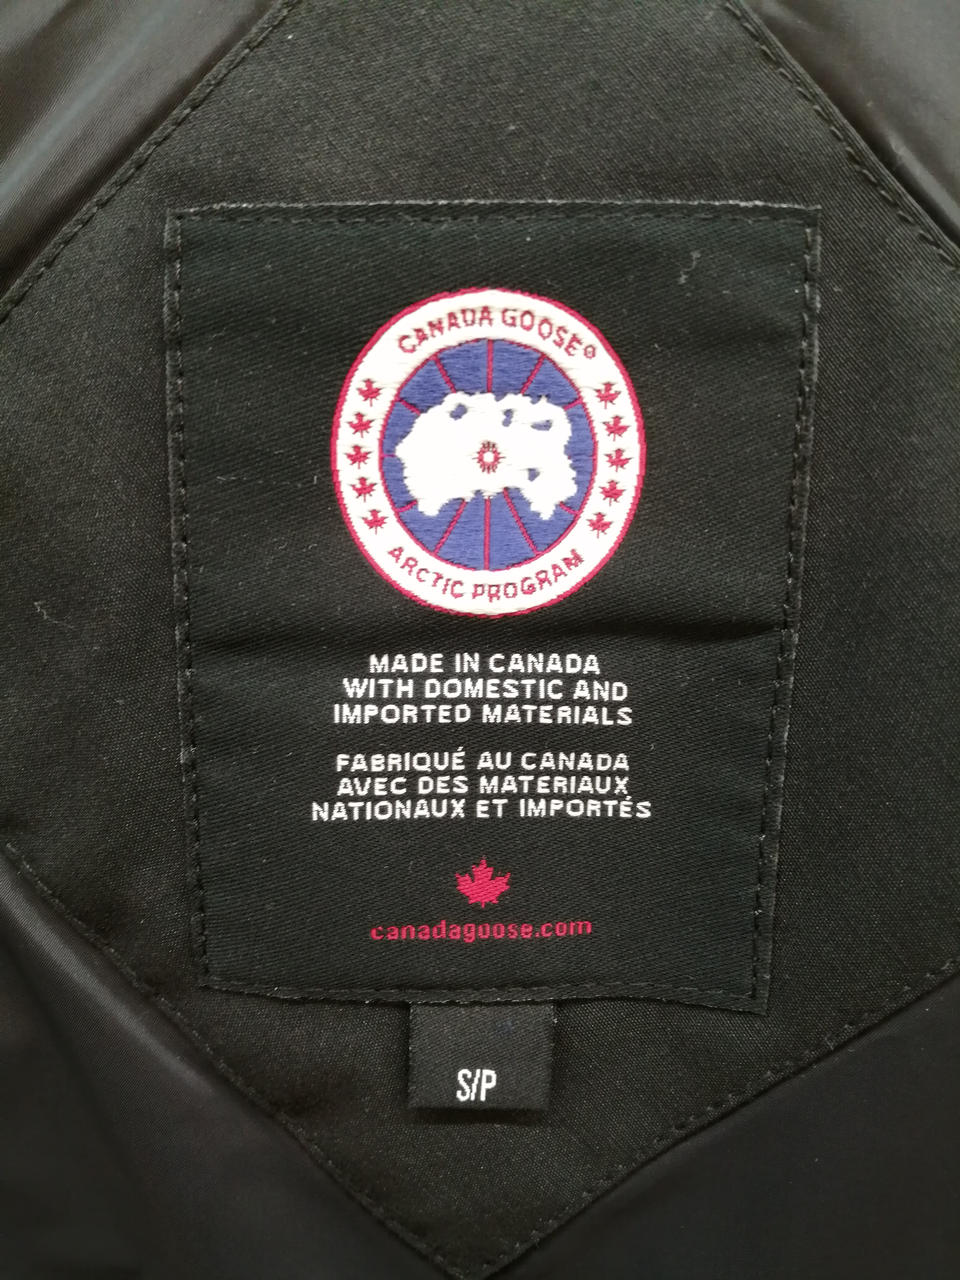 CANADA GOOSE®
ARCTIC PROGRAM
MADE IN CANADA
WITH DOMESTIC AND
IMPORTED MATERIALS
FABRIQUÉ AU CANADA
AVEC DES MATERIAUX
NATIONAUX ET IMPORTÉS
canadagoose.com
S/P